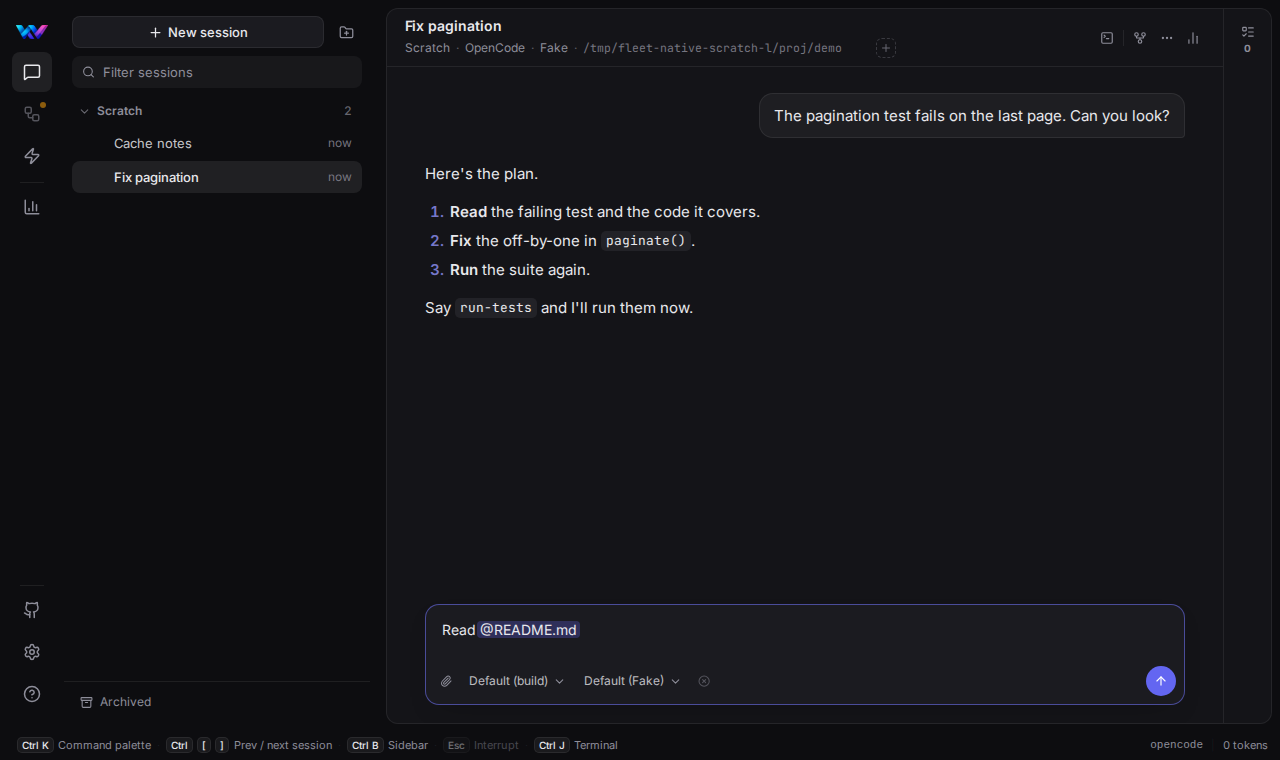 New session
Filter sessions
Scratch 2
Cache notes now
Fix pagination now
Archived
Fix pagination
Scratch · OpenCode · Fake · /tmp/fleet-native-scratch-l/proj/demo
0
The pagination test fails on the last page. Can you look?
Here's the plan.
1. Read the failing test and the code it covers.
2. Fix the off-by-one in paginate().
3. Run the suite again.
Say run-tests and I'll run them now.
Read @README.md
Default (build) Default (Fake)
Ctrl K Command palette Ctrl [ ] Prev / next session Ctrl B Sidebar Esc Interrupt Ctrl J Terminal opencode 0 tokens